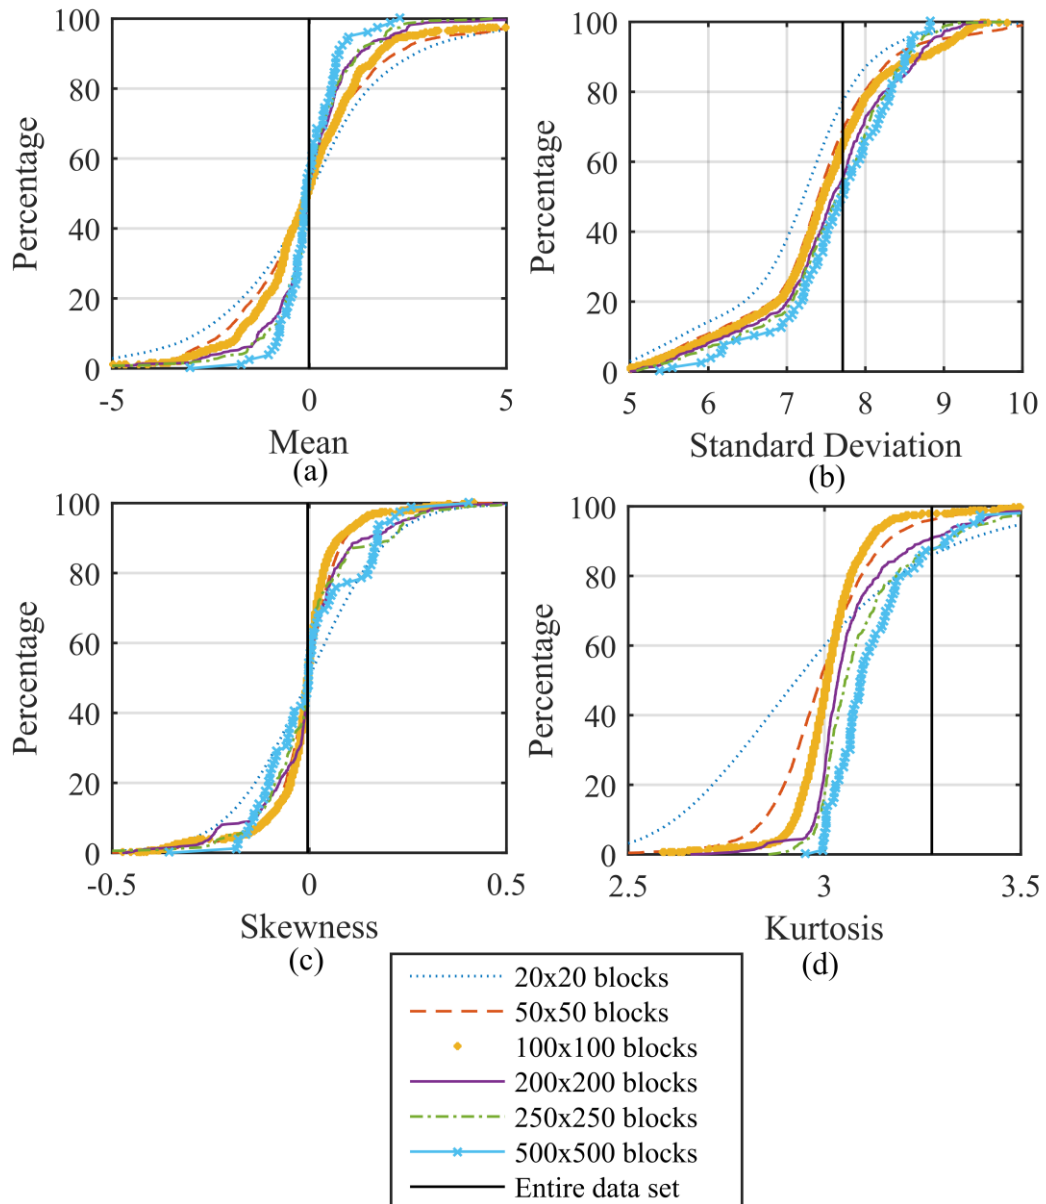 100
80
60
40
20
0
Percentage
-5
0
5
Mean
(a)
100
80
60
40
20
0
Percentage
5
6
7
8
9
10
Standard Deviation
(b)
100
80
60
40
20
0
Percentage
-0.5
0
0.5
Skewness
(c)
100
80
60
40
20
0
Percentage
2.5
3
3.5
Kurtosis
(d)
20x20 blocks
50x50 blocks
100x100 blocks
200x200 blocks
250x250 blocks
500x500 blocks
Entire data set